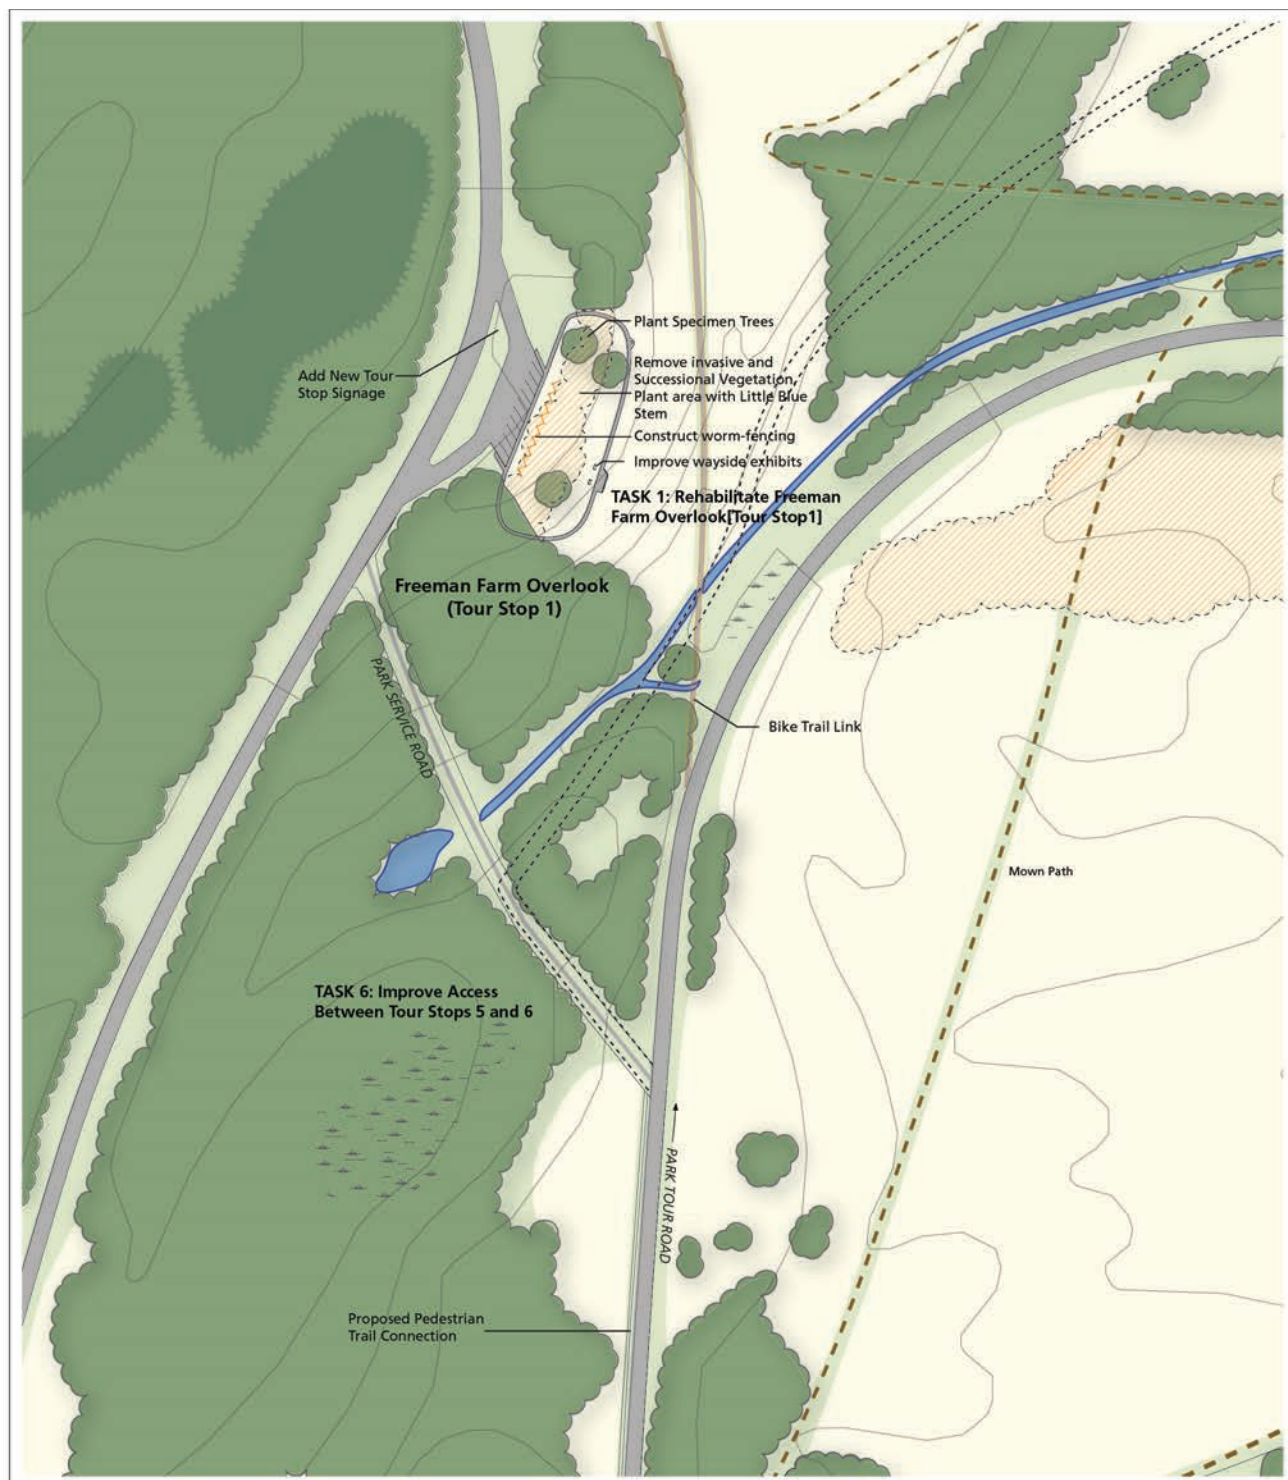 Plant Specimen Trees
Remove invasive and
Successional Vegetation,
Plant area with Little Blue
Stem
Add New Tour
Stop Signage
Construct worm-fencing
Improve wayside exhibits
TASK 1: Rehabilitate Freeman
Farm Overlook[Tour Stop1]
Freeman Farm Overlook
(Tour Stop 1)
PARK SERVICE ROAD
Bike Trail Link
Mown Path
TASK 6: Improve Access
Between Tour Stops 5 and 6
PARK TOUR ROAD
Proposed Pedestrian
Trail Connection